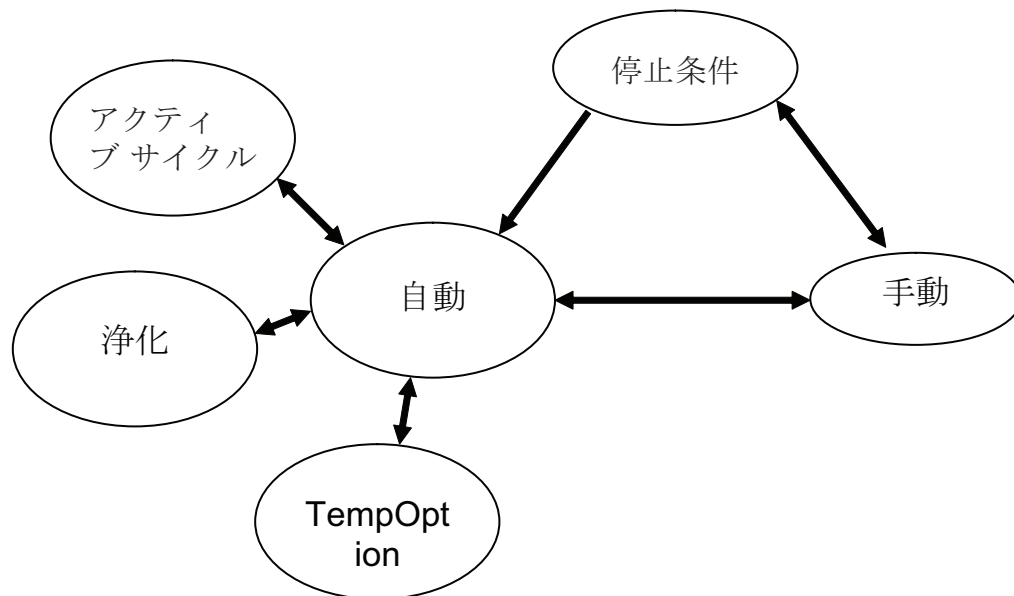 停止条件
アクティ
ブ サイクル
自動
手動
浄化
TempOpt
ion